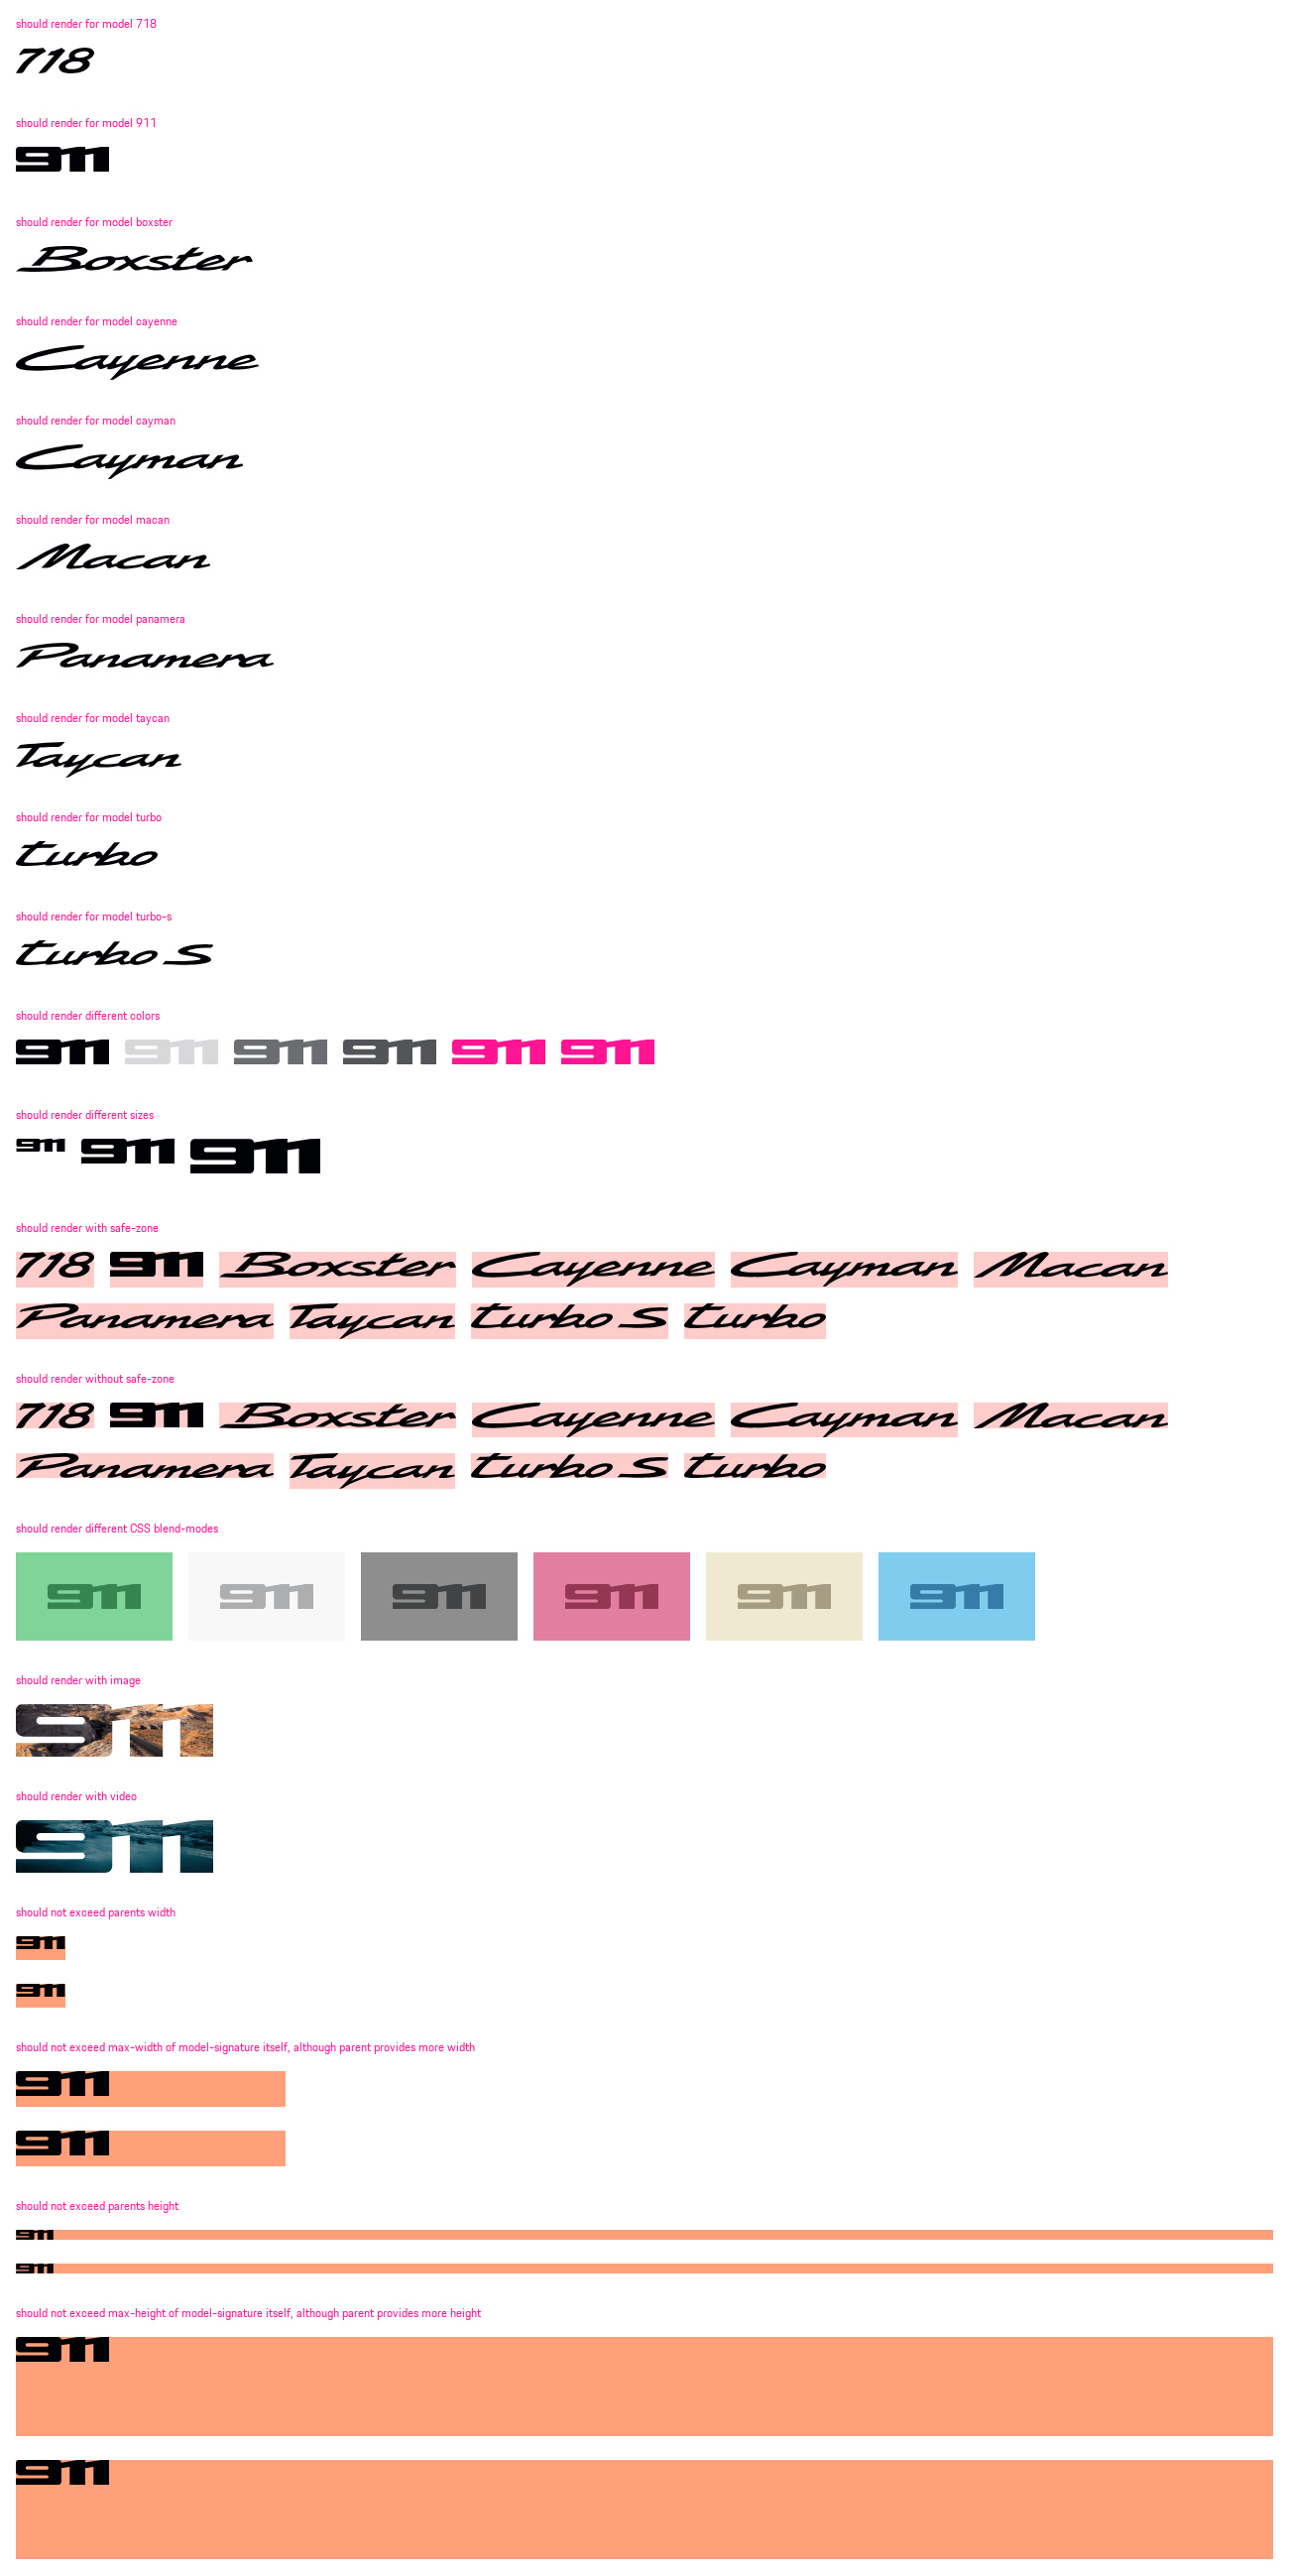 should render for model 718
718
should render for model 911
911
should render for model boxster
Boxster
should render for model cayenne
Cayenne
should render for model cayman
Cayman
should render for model macan
Macan
should render for model panamera
Panamera
should render for model taycan
Taycan
should render for model turbo
turbo
should render for model turbo-s
turbo S
should render different colors
911 911 911 911 911 911
should render different sizes
911 911 911
should render with safe-zone
718 911 Boxster Cayenne Cayman Macan
Panamera Taycan turbo S turbo
should render without safe-zone
718 911 Boxster Cayenne Cayman Macan
Panamera Taycan turbo S turbo
should render different CSS blend-modes
911 911 911 911 911 911
should render with image
911
should render with video
911
should not exceed parents width
911
911
should not exceed max-width of model-signature itself, although parent provides more width
911
911
should not exceed parents height
911
911
should not exceed max-height of model-signature itself, although parent provides more height
911
911